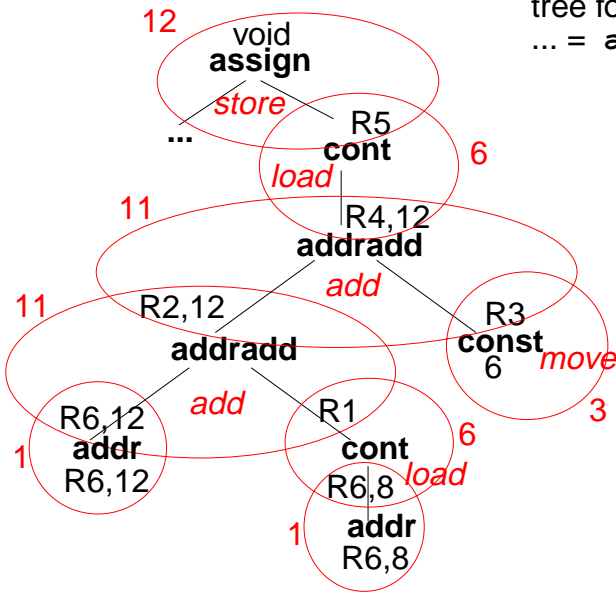 tree fo
... = a
12
void
assign
store
...
R5
cont
load
6
11
R4,12
addradd
add
11
R2,12
addradd
add
R3
const
6
move
3
R6,12
addr
R6,12
1
R1
cont
load
6
R6,8
addr
R6,8
1